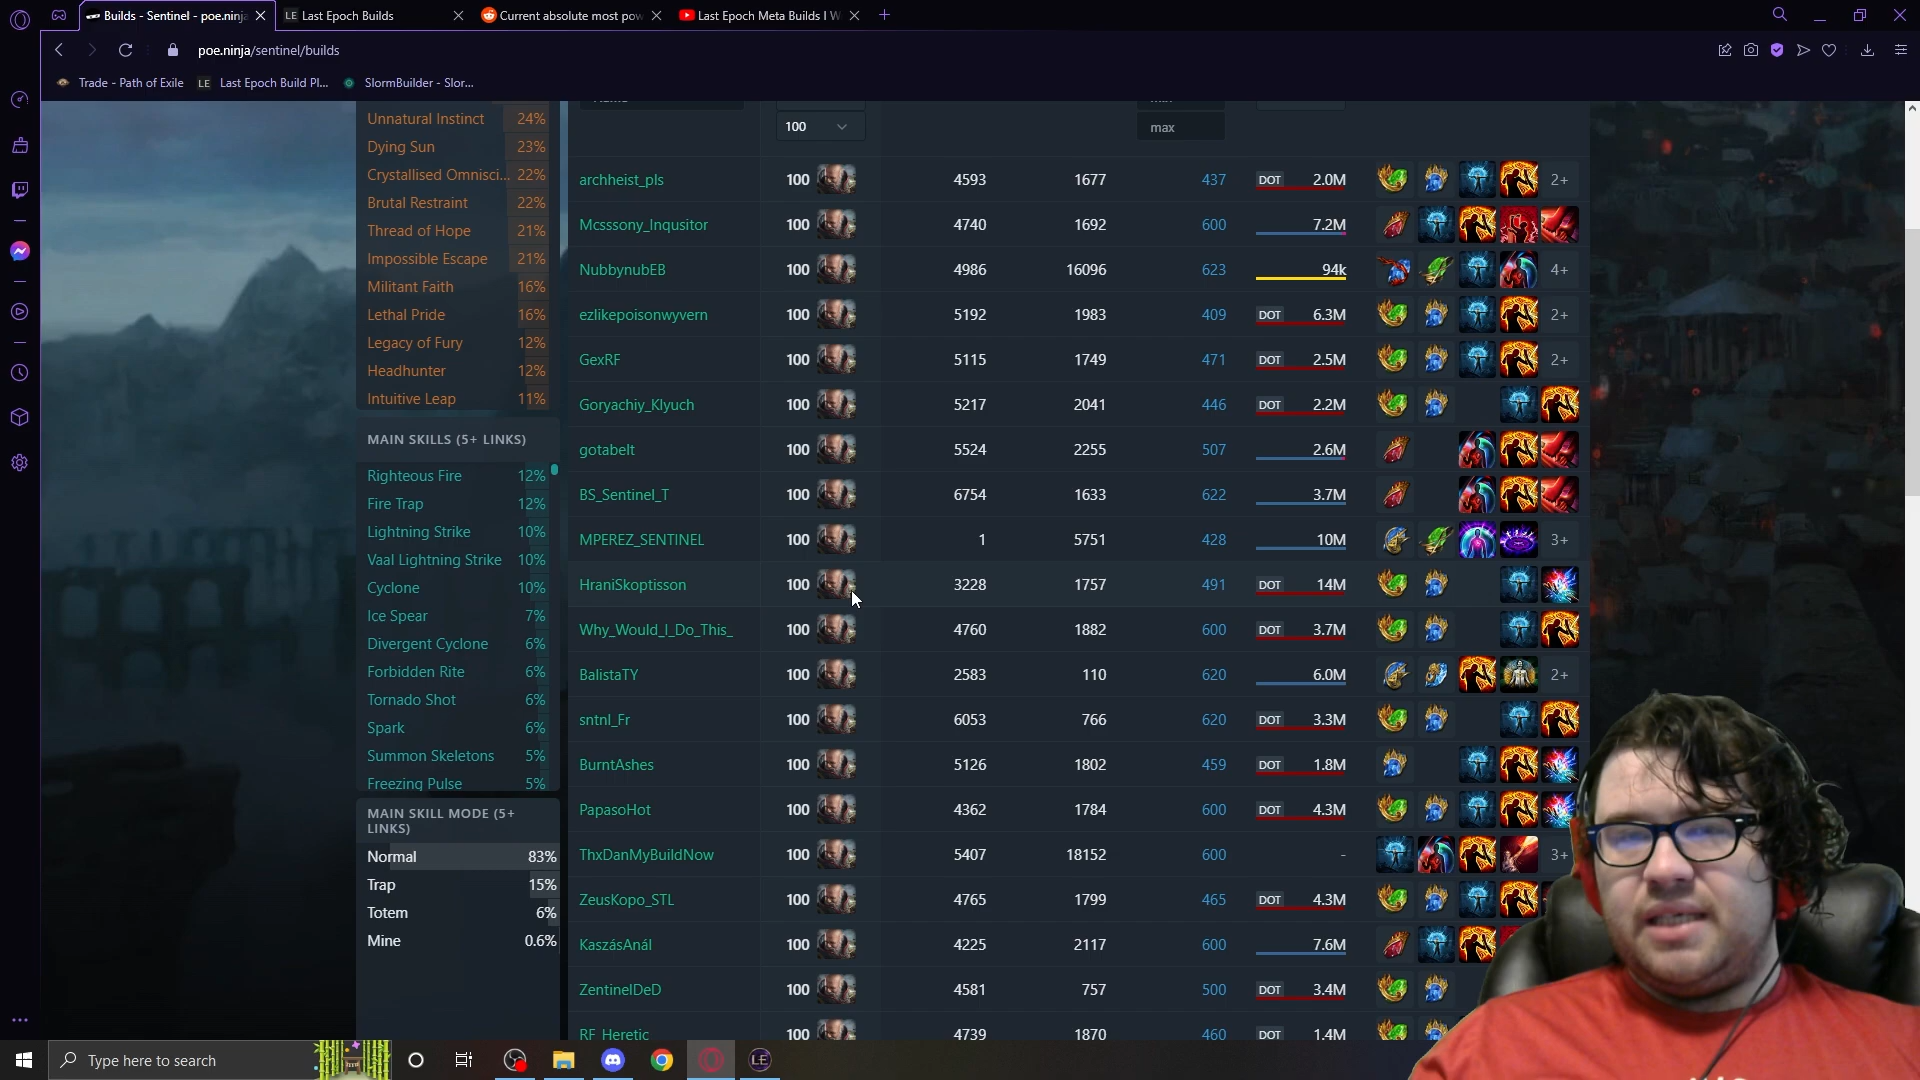 Builds - Sentinel - poe.ninja
Last Epoch Builds
Current absolute most pow
Last Epoch Meta Builds I W
poe.ninja/sentinel/builds
Trade - Path of Exile
LE Last Epoch Build Pl...
SlormBuilder - Slor...
Unnatural Instinct 24%
Dying Sun 23%
Crystallised Omnisci... 22%
Brutal Restraint 22%
Thread of Hope 21%
Impossible Escape 21%
Militant Faith 16%
Lethal Pride 16%
Legacy of Fury 12%
Headhunter 12%
Intuitive Leap 11%
MAIN SKILLS (5+ LINKS)
Righteous Fire 12%
Fire Trap 12%
Lightning Strike 10%
Vaal Lightning Strike 10%
Cyclone 10%
Ice Spear 7%
Divergent Cyclone 6%
Forbidden Rite 6%
Tornado Shot 6%
Spark 6%
Summon Skeletons 5%
Freezing Pulse 5%
MAIN SKILL MODE (5+
LINKS)
Normal 83%
Trap 15%
Totem 6%
Mine 0.6%
100 max
archheist_pls 100 4593 1677 437 DOT 2.0M 2+
Mcsssony_Inqusitor 100 4740 1692 600 7.2M
NubbynubEB 100 4986 16096 623 94k 4+
ezlikepoisonwyvern 100 5192 1983 409 DOT 6.3M 2+
GexRF 100 5115 1749 471 DOT 2.5M 2+
Goryachiy_Klyuch 100 5217 2041 446 DOT 2.2M
gotabelt 100 5524 2255 507 2.6M
BS_Sentinel_T 100 6754 1633 622 3.7M
MPEREZ_SENTINEL 100 1 5751 428 10M 3+
HraniSkoptisson 100 3228 1757 491 DOT 14M
Why_Would_I_Do_This_ 100 4760 1882 600 DOT 3.7M
BalistaTY 100 2583 110 620 6.0M 2+
sntnl_Fr 100 6053 766 620 DOT 3.3M
BurntAshes 100 5126 1802 459 DOT 1.8M
PapasoHot 100 4362 1784 600 DOT 4.3M
ThxDanMyBuildNow 100 5407 18152 600 - 3+
ZeusKopo_STL 100 4765 1799 465 DOT 4.3M
KaszásAnál 100 4225 2117 600 7.6M
ZentinelDeD 100 4581 757 500 DOT 3.4M
RF_Heretic 100 4739 1870 460 DOT 1.4M
Type here to search
LE